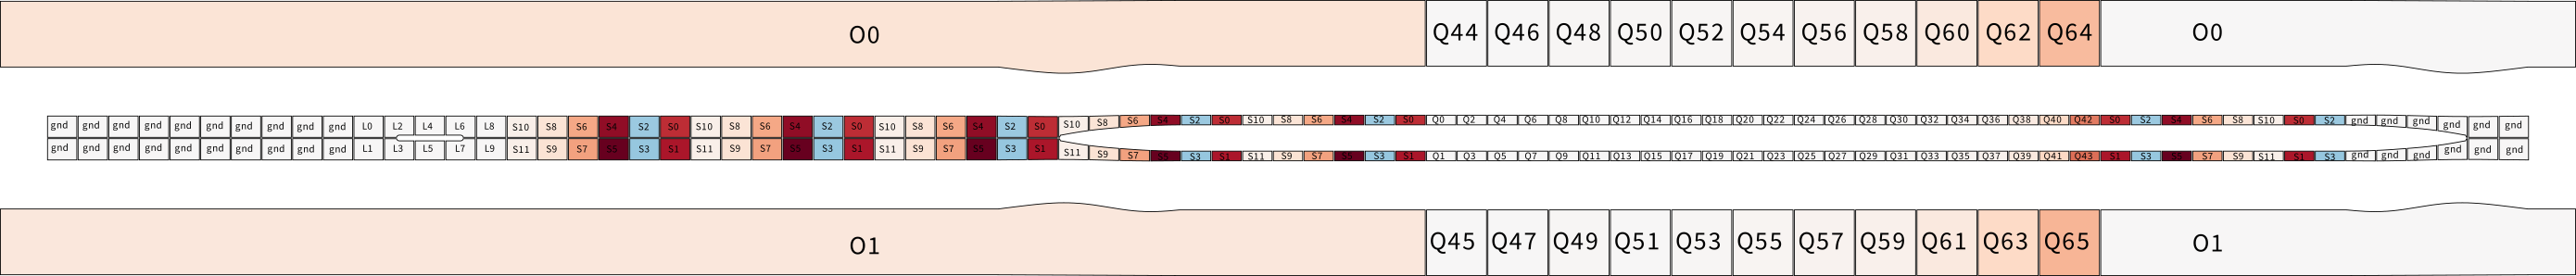 O0 Q44 Q46 Q48 Q50 Q52 Q54 Q56 Q58 Q60 Q62 Q64 O0
gnd gnd gnd gnd gnd gnd gnd gnd gnd gnd L0 L2 L4 L6 L8 S10 S8 S6 S4 S2 S0 S10 S8 S6 S4 S2 S0 S10 S8 S6 S4 S2 S0 S10 S8 S6 S4 S2 S0 S10 S8 S6 S4 S2 S0 Q0 Q2 Q4 Q6 Q8 Q10 Q12 Q14 Q16 Q18 Q20 Q22 Q24 Q26 Q28 Q30 Q32 Q34 Q36 Q38 Q40 Q42 S0 S2 S4 S6 S8 S10 S0 S2 gnd gnd gnd gnd gnd gnd
gnd gnd gnd gnd gnd gnd gnd gnd gnd gnd L1 L3 L5 L7 L9 S11 S9 S7 S5 S3 S1 S11 S9 S7 S5 S3 S1 S11 S9 S7 S5 S3 S1 S11 S9 S7 S5 S3 S1 S11 S9 S7 S5 S3 S1 Q1 Q3 Q5 Q7 Q9 Q11 Q13 Q15 Q17 Q19 Q21 Q23 Q25 Q27 Q29 Q31 Q33 Q35 Q37 Q39 Q41 Q43 S1 S3 S5 S7 S9 S11 S1 S3 gnd gnd gnd gnd gnd gnd
O1 Q45 Q47 Q49 Q51 Q53 Q55 Q57 Q59 Q61 Q63 Q65 O1